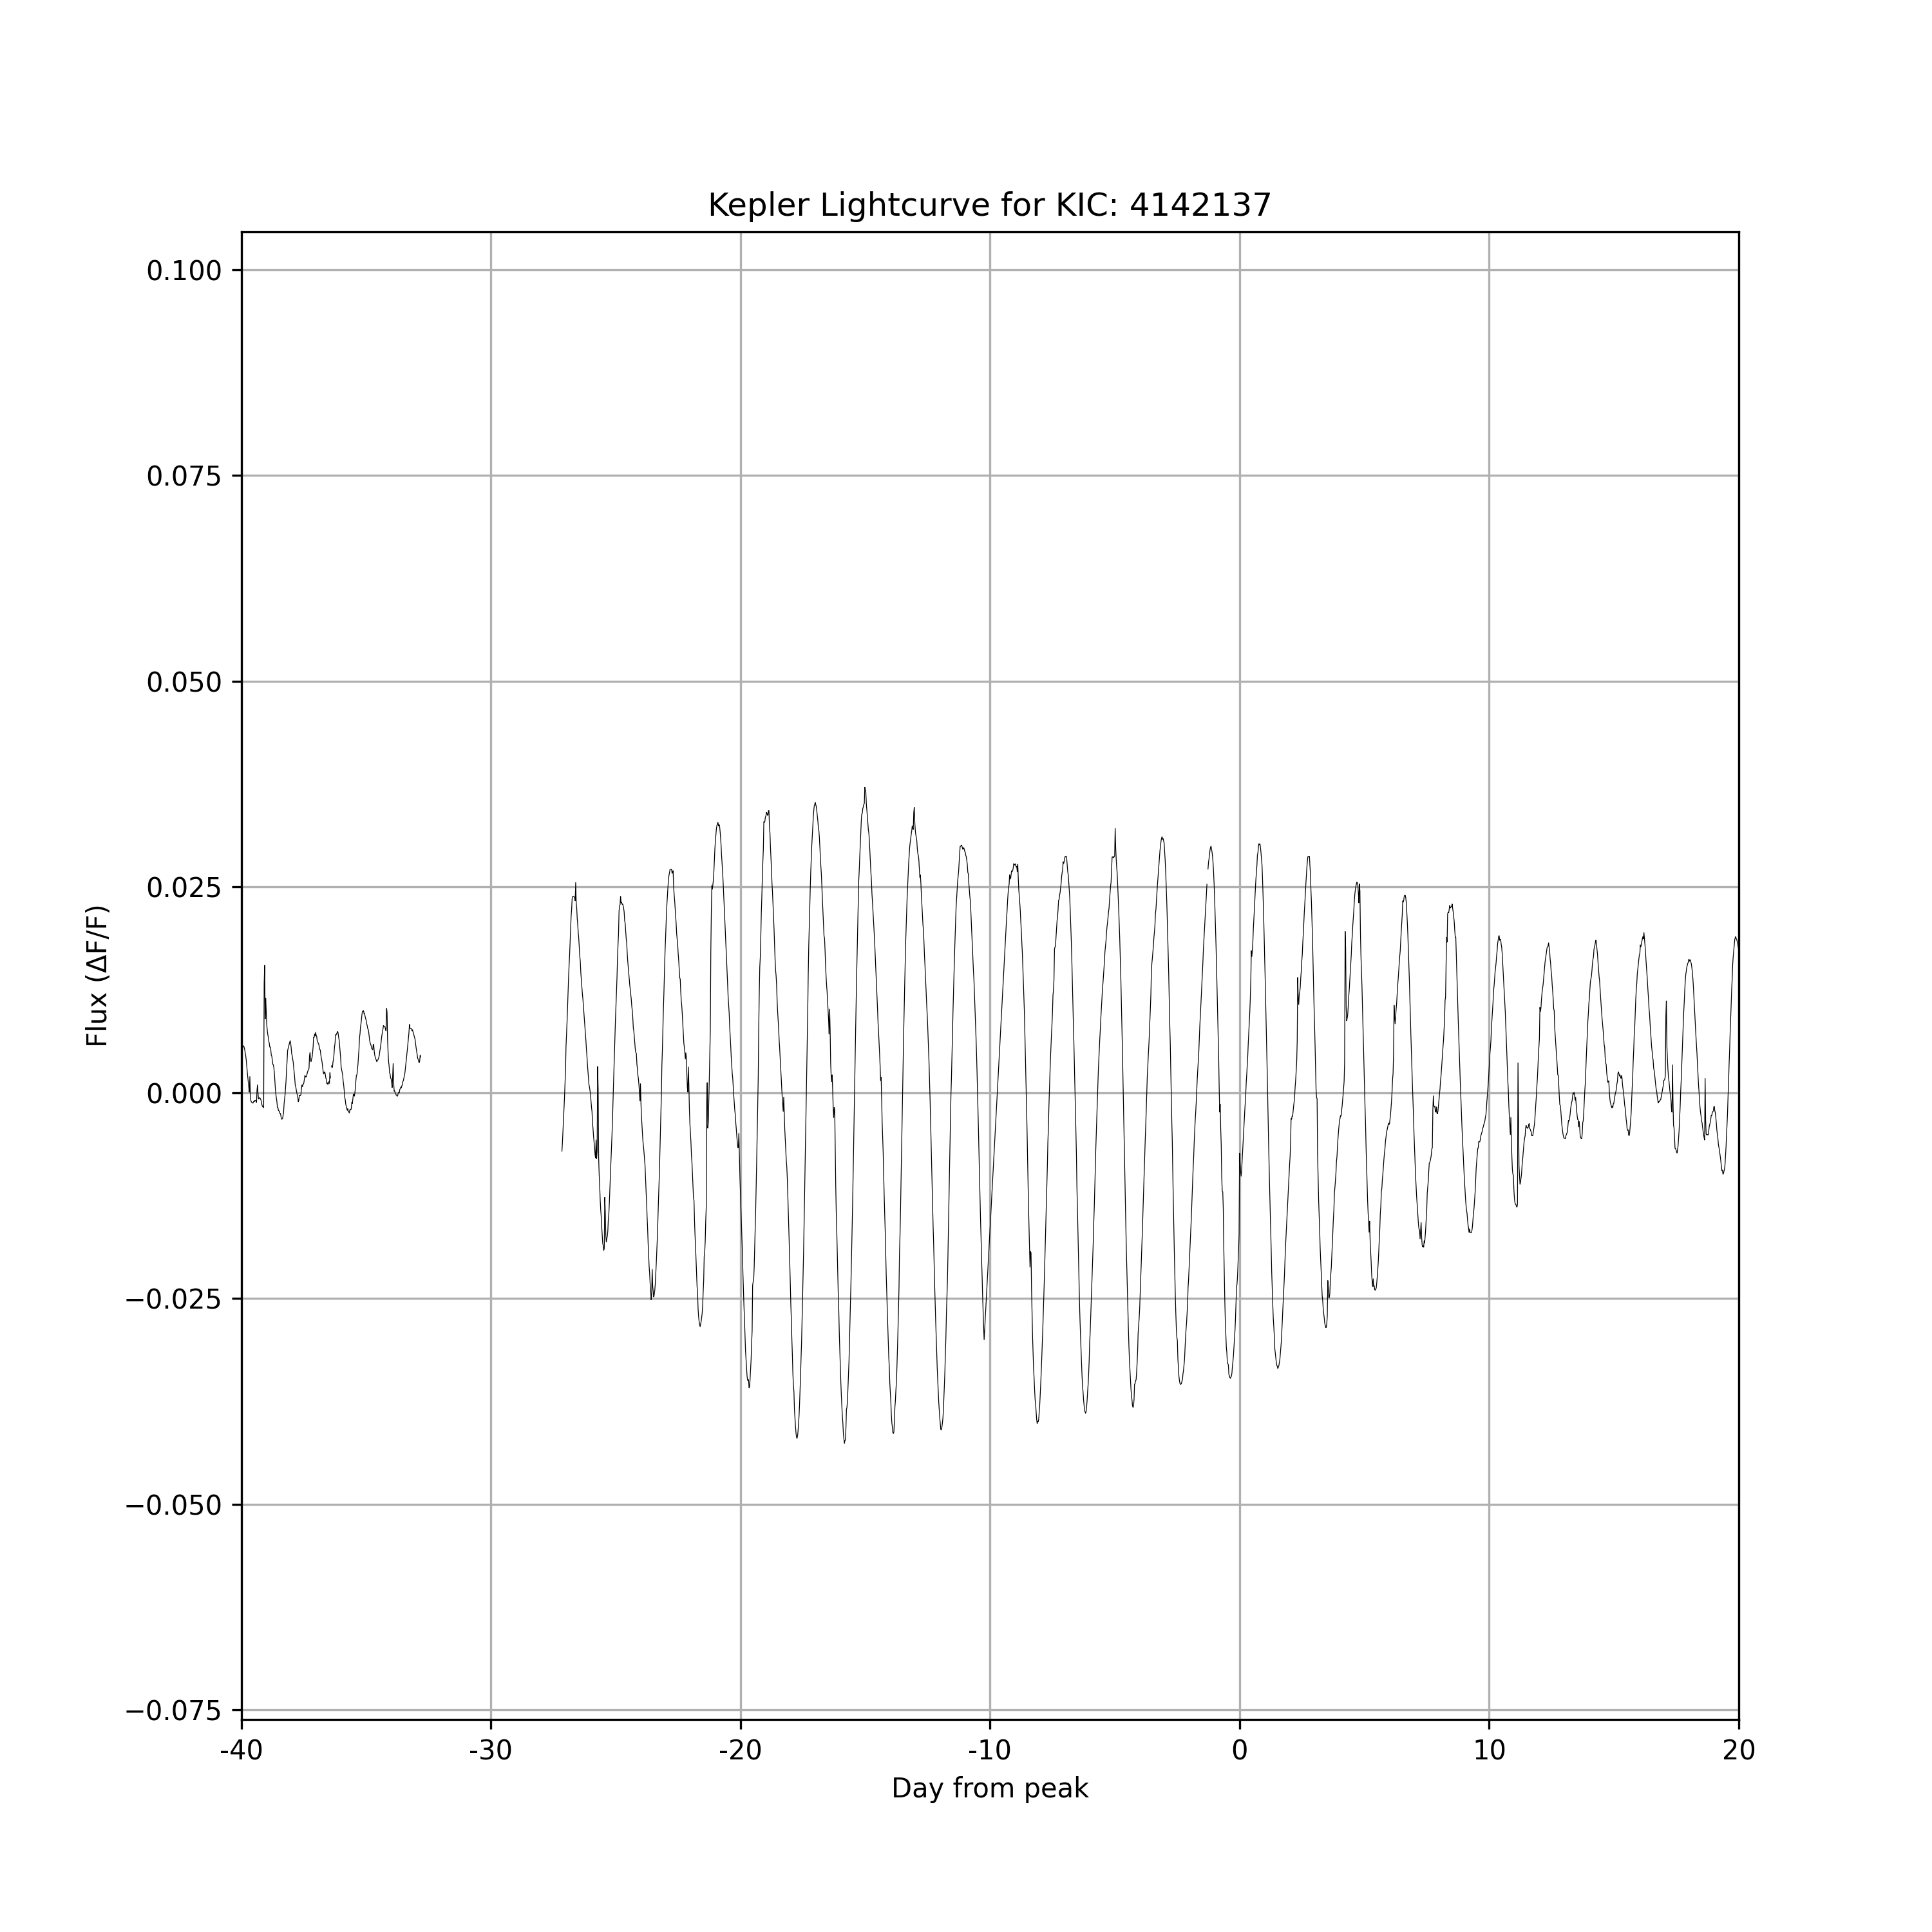 Kepler Lightcurve for KIC: 4142137
Flux (ΔF/F)
0.100
0.075
0.050
0.025
0.000
−0.025
−0.050
−0.075
-40 -30 -20 -10 0 10 20
Day from peak